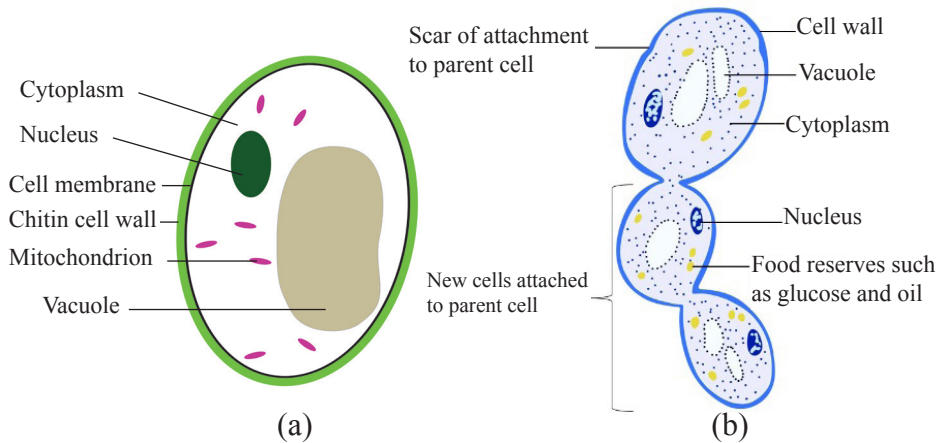 Cytoplasm
Nucleus
Cell membrane
Chitin cell wall
Mitochondrion
Vacuole
(a)
Scar of attachment
to parent cell
Cell wall
Vacuole
Cytoplasm
Nucleus
Food reserves such
as glucose and oil
New cells attached
to parent cell
(b)